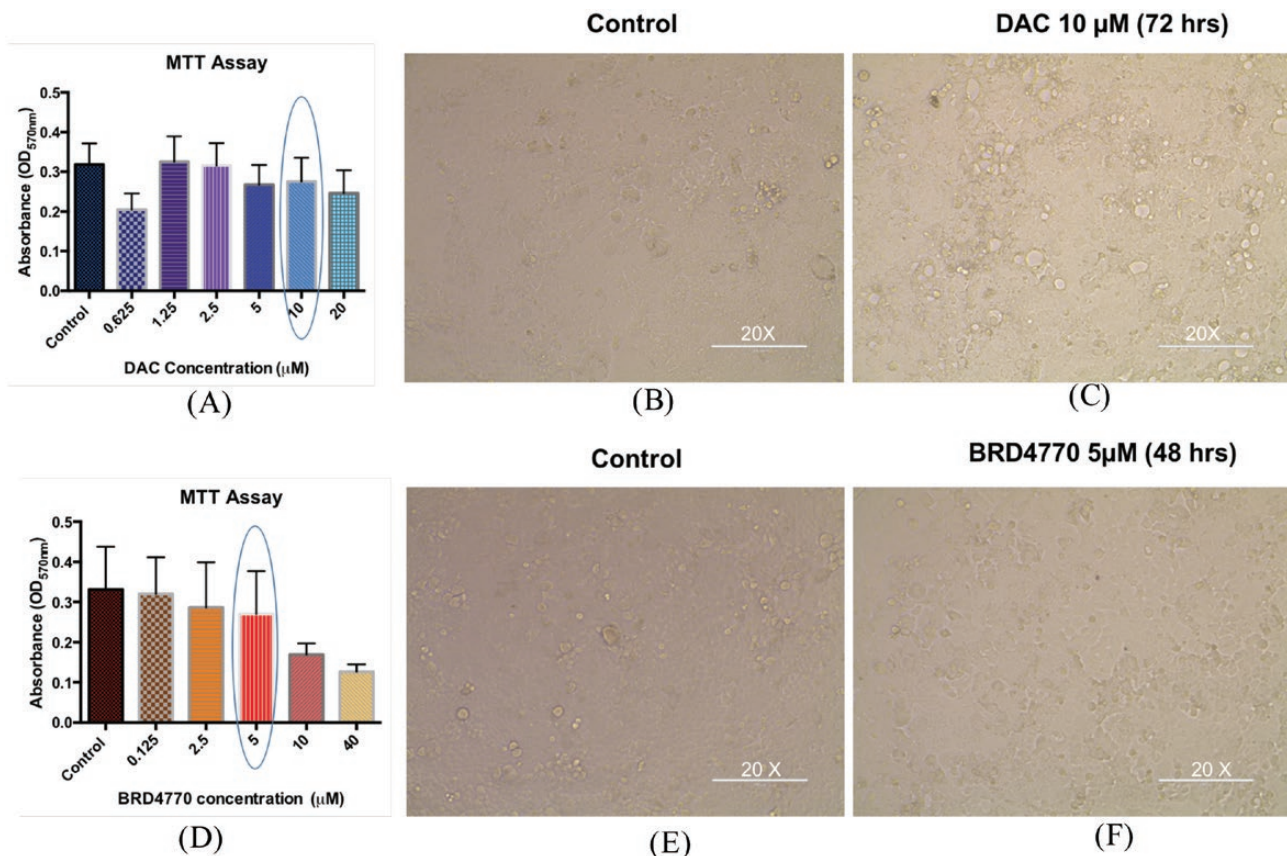 Control
DAC 10 µM (72 hrs)
MTT Assay
Absorbance (OD570nm)
0.5
0.4
0.3
0.2
0.1
0.0
Control
0.625
1.25
2.5
5
10
20
DAC Concentration (µM)
20X
20X
(A)
(B)
(C)
Control
BRD4770 5µM (48 hrs)
MTT Assay
Absorbance (OD570nm)
0.5
0.4
0.3
0.2
0.1
0.0
Control
0.125
2.5
5
10
40
BRD4770 concentration (µM)
20 X
20 X
(D)
(E)
(F)